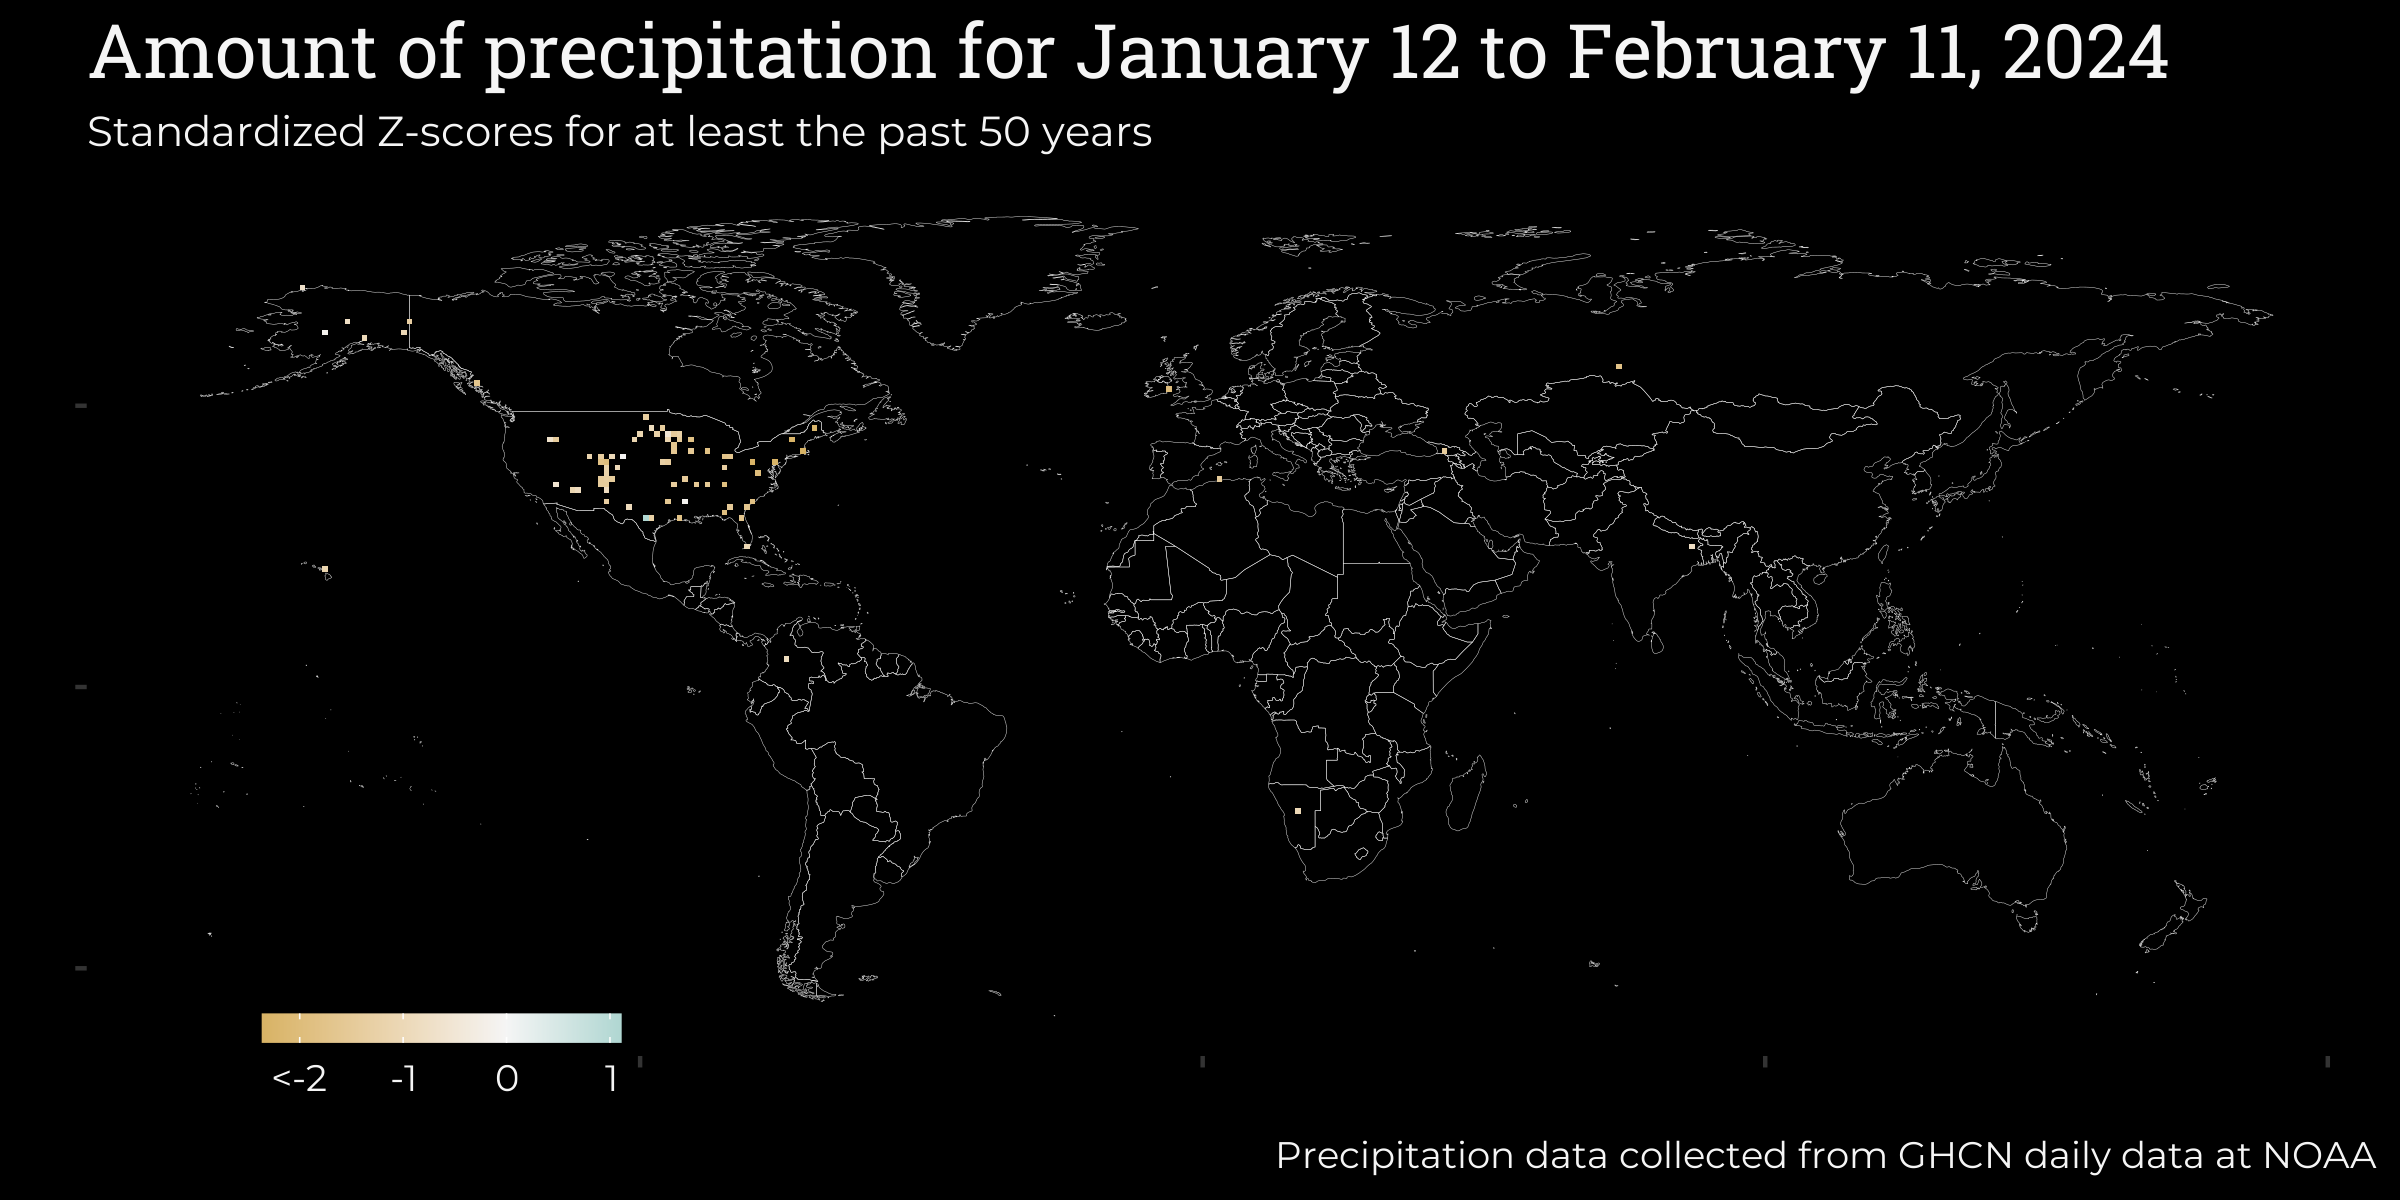 Amount of precipitation for January 12 to February 11, 2024
Standardized Z-scores for at least the past 50 years
<-2 -1 0 1
Precipitation data collected from GHCN daily data at NOAA